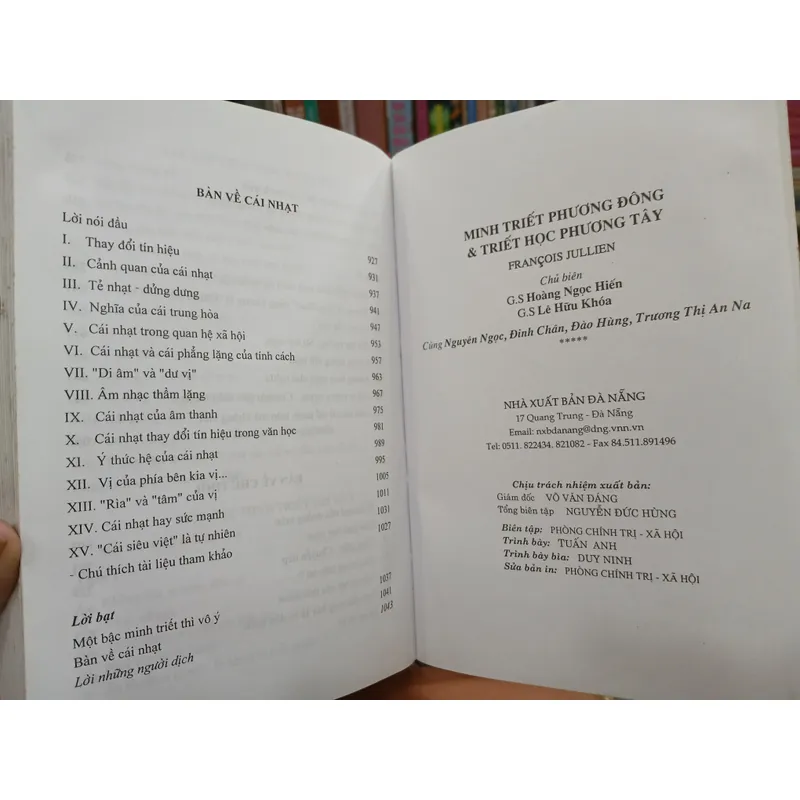 BÀN VỀ CÁI NHẠT
Lời nói đầu 927
I. Thay đổi tín hiệu 931
II. Cảnh quan của cái nhạt 937
III. Tẻ nhạt - dửng dưng 941
IV. Nghĩa của cái trung hòa 947
V. Cái nhạt trong quan hệ xã hội 953
VI. Cái nhạt và cái phẳng lặng của tính cách 957
VII. "Di âm" và "dư vị" 963
VIII. Âm nhạc thầm lặng 967
IX. Cái nhạt của âm thanh 975
X. Cái nhạt thay đổi tín hiệu trong văn học 981
XI. Ý thức hệ của cái nhạt 989
XII. Vị của phía bên kia vị... 995
XIII. "Rìa" và "tâm" của vị 1005
XIV. Cái nhạt hay sức mạnh 1011
XV. "Cái siêu việt" là tự nhiên 1031
- Chú thích tài liệu tham khảo 1027
Lời bạt
Một bậc minh triết thì vô ý 1037
Bàn về cái nhạt 1041
Lời những người dịch 1043
MINH TRIẾT PHƯƠNG ĐÔNG
& TRIẾT HỌC PHƯƠNG TÂY
FRANÇOIS JULLIEN
Chủ biên
G.S Hoàng Ngọc Hiến
G.S Lê Hữu Khóa
Cùng Nguyên Ngọc, Đình Chân, Đào Hùng, Trương Thị An Na
*****
NHÀ XUẤT BẢN ĐÀ NẴNG
17 Quang Trung - Đà Nẵng
Email: nxbdanang@dng.vnn.vn
Tel: 0511. 822434. 821082 - Fax 84.511.891496
Chịu trách nhiệm xuất bản:
Giám đốc VÕ VĂN ĐÁNG
Tổng biên tập NGUYỄN ĐỨC HÙNG
Biên tập: PHÒNG CHÍNH TRỊ - XÃ HỘI
Trình bày: TUẤN ANH
Trình bày bìa: DUY NINH
Sửa bản in: PHÒNG CHÍNH TRỊ - XÃ HỘI